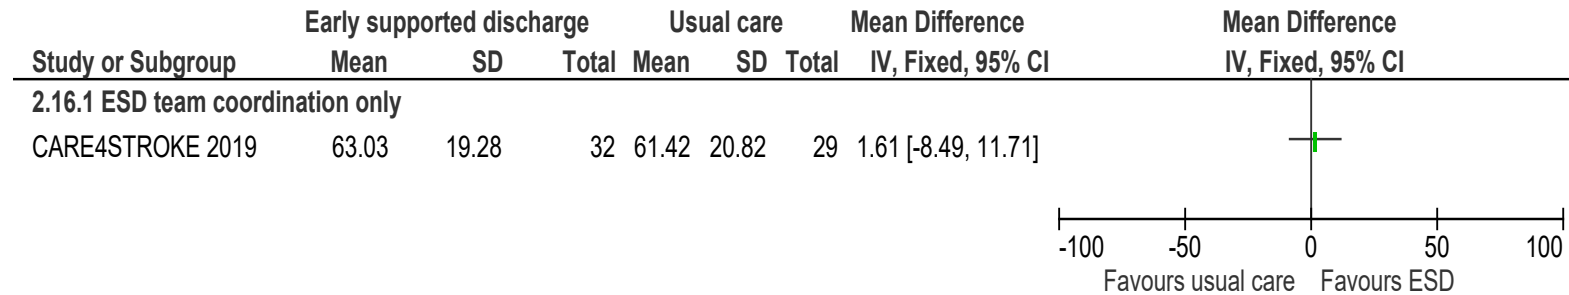 Early supported discharge Usual care Mean Difference Mean Difference
Study or Subgroup Mean SD Total Mean SD Total IV, Fixed, 95% CI IV, Fixed, 95% CI
2.16.1 ESD team coordination only
CARE4STROKE 2019 63.03 19.28 32 61.42 20.82 29 1.61 [-8.49, 11.71]
-100 -50 0 50 100
Favours usual care Favours ESD